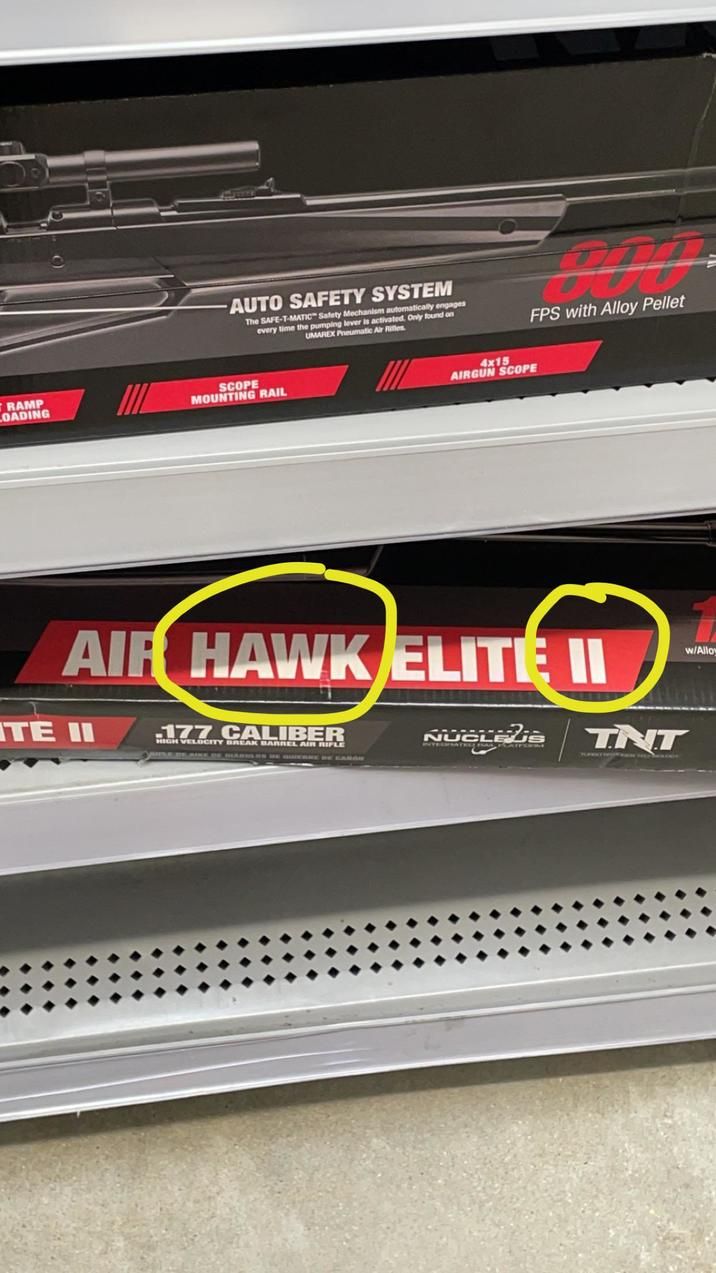 800
AUTO SAFETY SYSTEM
FPS with Alloy Pellet
The SAFE-T-MATIC™ Safety Mechanism automatically engages
every time the pumping lever is activated. Only found on
UMAREX Pneumatic Air Rifles.
RAMP
LOADING
SCOPE
MOUNTING RAIL
4x15
AIRGUN SCOPE
AIR HAWK ELITE II
w/Alloy
ITE II
.177 CALIBER
HIGH VELOCITY BREAK BARREL AIR RIFLE
NUCLEUS
INTEGRATED RAIL PLATFORM
TNT